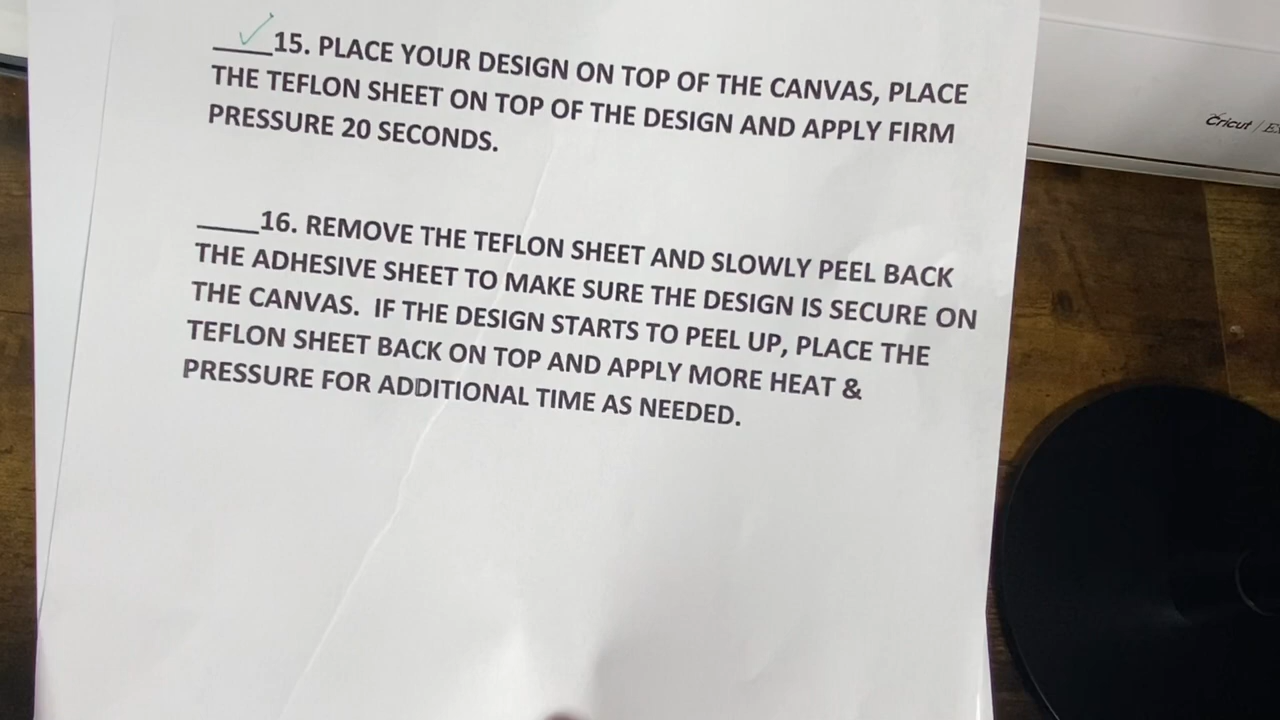 ____15. PLACE YOUR DESIGN ON TOP OF THE CANVAS, PLACE
THE TEFLON SHEET ON TOP OF THE DESIGN AND APPLY FIRM
PRESSURE 20 SECONDS.
____16. REMOVE THE TEFLON SHEET AND SLOWLY PEEL BACK
THE ADHESIVE SHEET TO MAKE SURE THE DESIGN IS SECURE ON
THE CANVAS. IF THE DESIGN STARTS TO PEEL UP, PLACE THE
TEFLON SHEET BACK ON TOP AND APPLY MORE HEAT &
PRESSURE FOR ADDITIONAL TIME AS NEEDED.
Cricut /